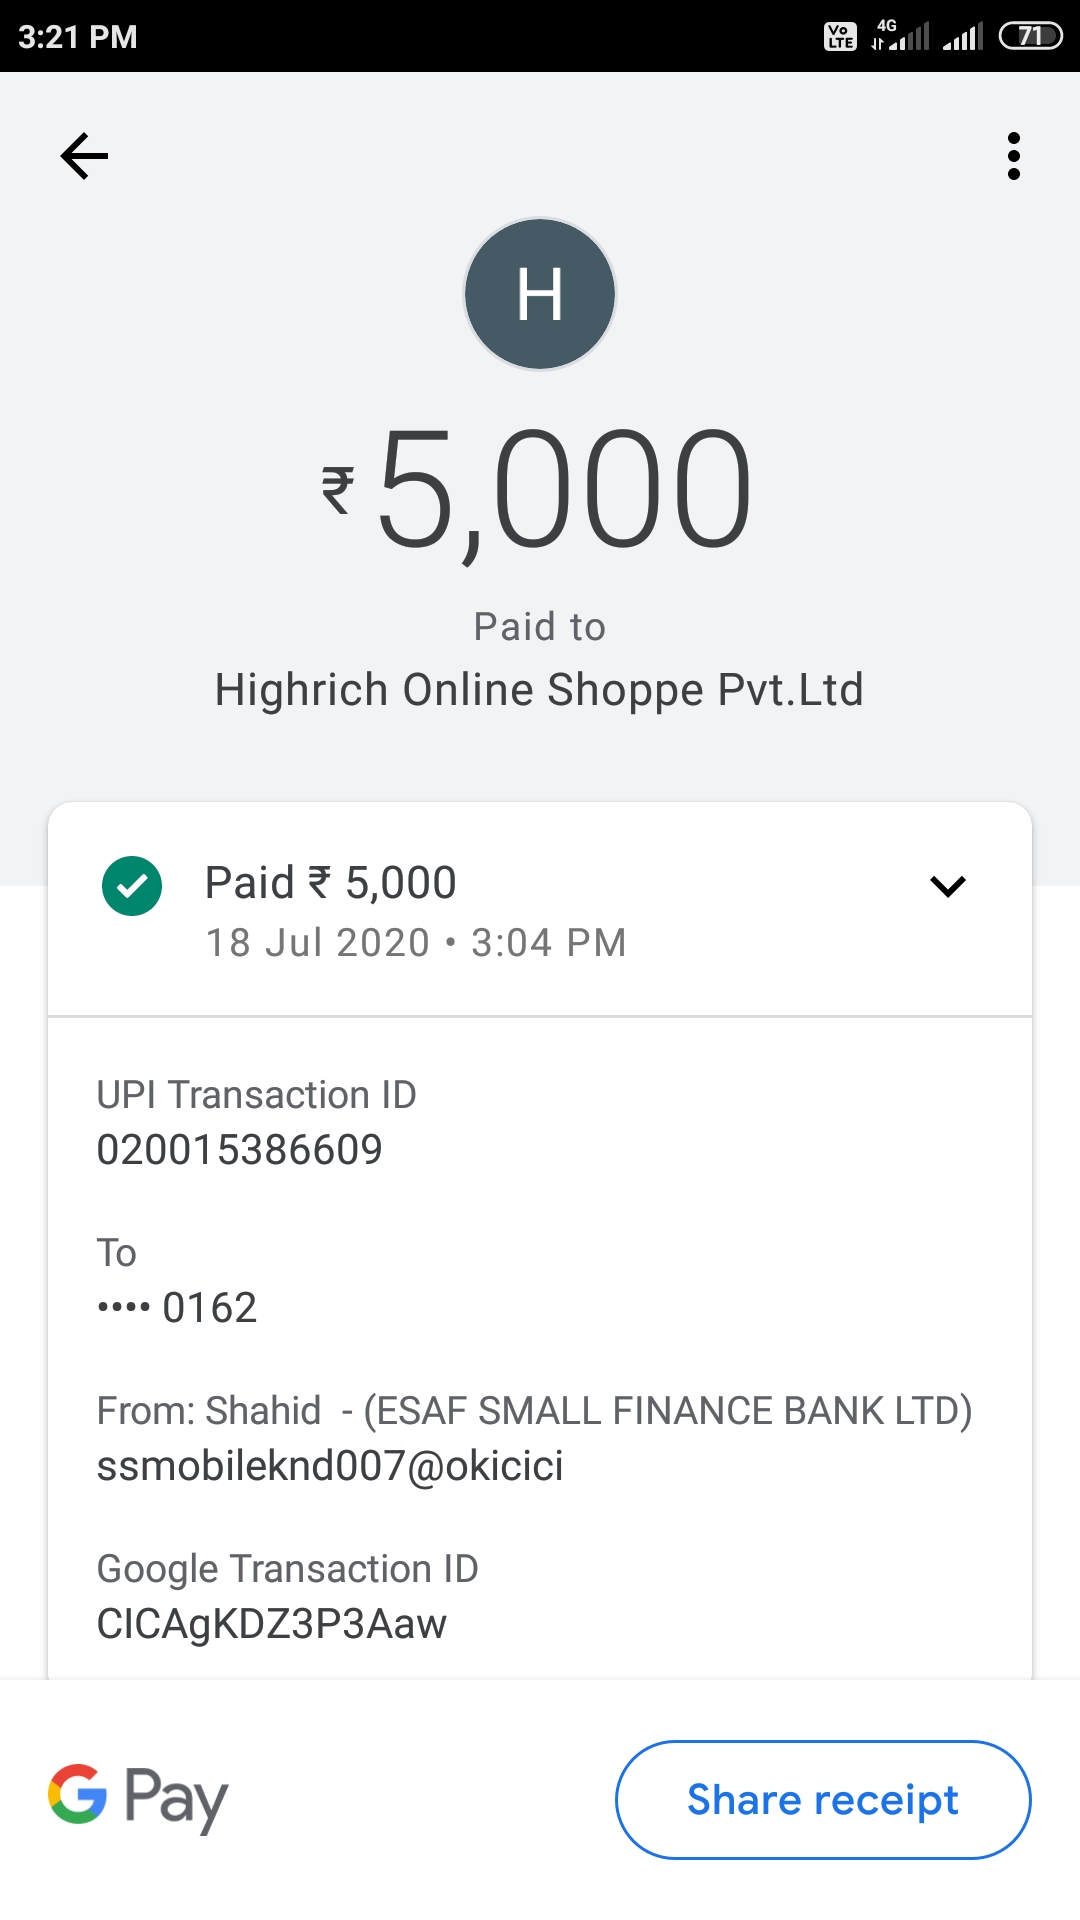 3:21 PM
Vo LTE 4G 71
H
₹5,000
Paid to
Highrich Online Shoppe Pvt.Ltd
Paid ₹ 5,000
18 Jul 2020 • 3:04 PM
UPI Transaction ID
020015386609
To
•••• 0162
From: Shahid  - (ESAF SMALL FINANCE BANK LTD)
ssmobileknd007@okicici
Google Transaction ID
CICAgKDZ3P3Aaw
G Pay
Share receipt